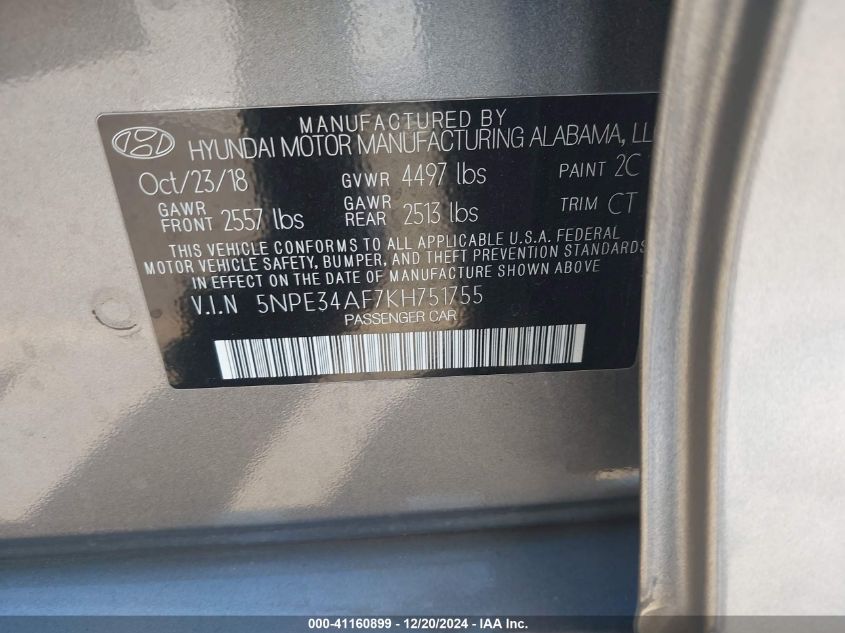 MANUFACTURED BY
HYUNDAI MOTOR MANUFACTURING ALABAMA, LL
Oct/23/18 GVWR 4497 lbs PAINT 2C
GAWR FRONT 2557 lbs GAWR REAR 2513 lbs TRIM CT
THIS VEHICLE CONFORMS TO ALL APPLICABLE U.S.A. FEDERAL
MOTOR VEHICLE SAFETY, BUMPER, AND THEFT PREVENTION STANDARDS
IN EFFECT ON THE DATE OF MANUFACTURE SHOWN ABOVE
V.I.N 5NPE34AF7KH751755
PASSENGER CAR
000-41160899 - 12/20/2024 - IAA Inc.